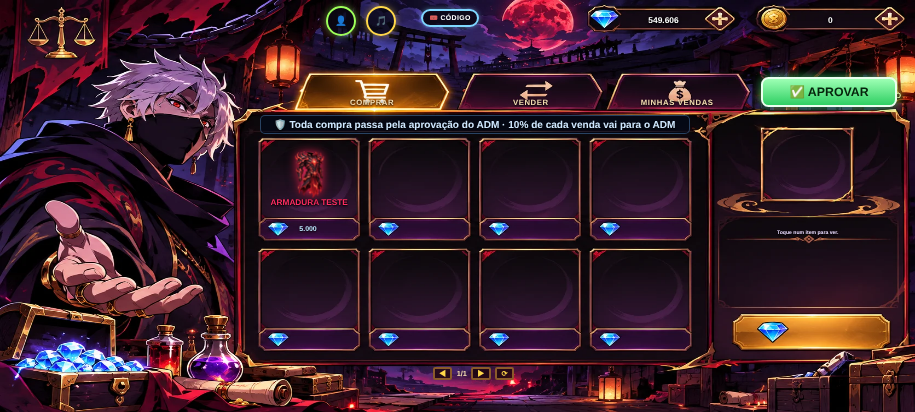 CÓDIGO
549.606
0
COMPRAR
VENDER
MINHAS VENDAS
✅ APROVAR
🛡️ Toda compra passa pela aprovação do ADM · 10% de cada venda vai para o ADM
ARMADURA TESTE
5.000
Toque num item para ver.
1/1